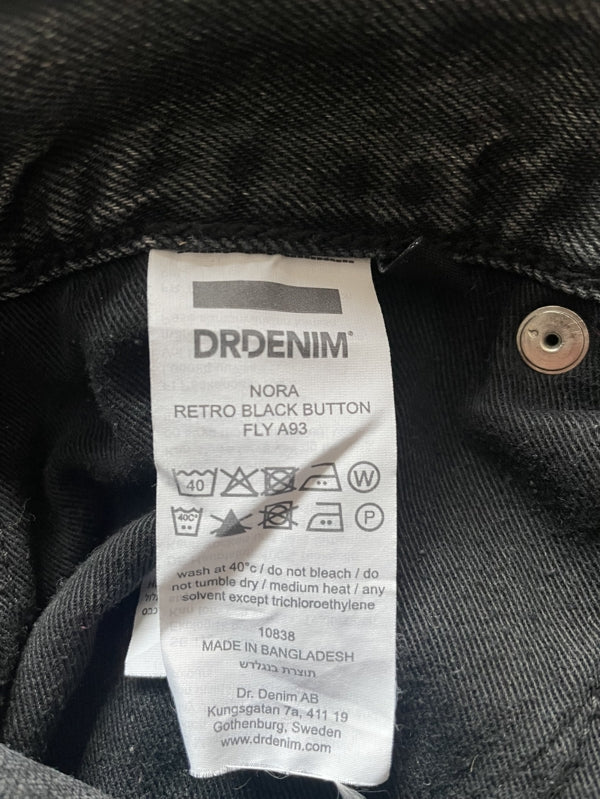 DRDENIM®
NORA
RETRO BLACK BUTTON
FLY A93
40 W
40C° P
wash at 40°c / do not bleach / do
not tumble dry / medium heat / any
solvent except trichloroethylene
10838
MADE IN BANGLADESH
תוצרת בנגלדש
Dr. Denim AB
Kungsgatan 7a, 411 19
Gothenburg, Sweden
www.drdenim.com